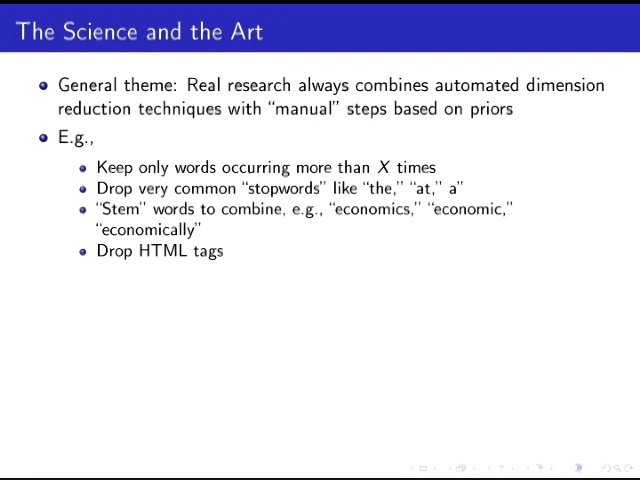 The Science and the Art
General theme: Real research always combines automated dimension
reduction techniques with “manual” steps based on priors
E.g.,
Keep only words occurring more than X times
Drop very common “stopwords” like “the,” “at,” a”
“Stem” words to combine, e.g., “economics,” “economic,”
“economically”
Drop HTML tags